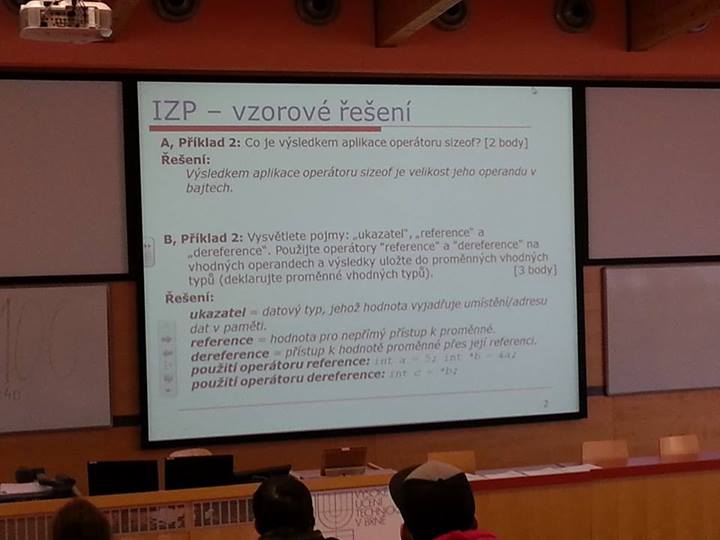 IZP – vzorové řešení
A, Příklad 2: Co je výsledkem aplikace operátoru sizeof? [2 body]
Řešení:
Výsledkem aplikace operátoru sizeof je velikost jeho operandu v
bajtech.
B, Příklad 2: Vysvětlete pojmy: „ukazatel“, „reference“ a
„dereference“. Použijte operátory "reference" a "dereference" na
vhodných operandech a výsledky uložte do proměnných vhodných
typů (deklarujte proměnné vhodných typů). [3 body]
Řešení:
ukazatel = datový typ, jehož hodnota vyjadřuje umístění/adresu
dat v paměti.
reference = hodnota pro nepřímý přístup k proměnné.
dereference = přístup k hodnotě proměnné přes její referenci.
použití operátoru reference: int a = 5; int *b = &a;
použití operátoru dereference: int c = *b;
2
VYSOKÉ
UČENÍ
TECHNICKÉ
V BRNĚ